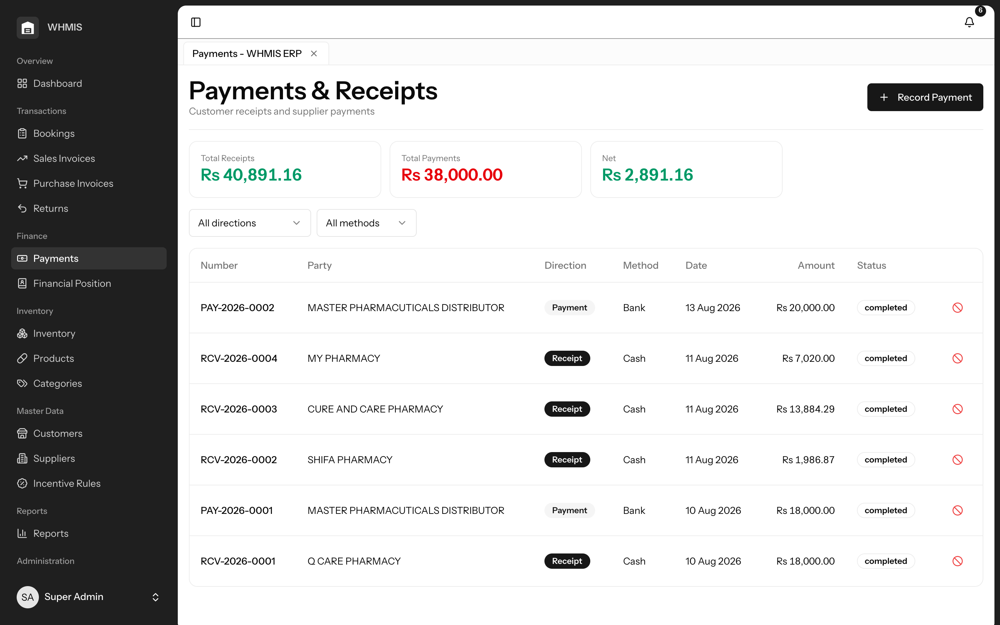 WHMIS
Overview
Dashboard
Transactions
Bookings
Sales Invoices
Purchase Invoices
Returns
Finance
Payments
Financial Position
Inventory
Inventory
Products
Categories
Master Data
Customers
Suppliers
Incentive Rules
Reports
Reports
Administration
SA Super Admin
6
Payments - WHMIS ERP
Payments & Receipts
Customer receipts and supplier payments
Record Payment
Total Receipts
Rs 40,891.16
Total Payments
Rs 38,000.00
Net
Rs 2,891.16
All directions
All methods
Number Party Direction Method Date Amount Status
PAY-2026-0002 MASTER PHARMACUTICALS DISTRIBUTOR Payment Bank 13 Aug 2026 Rs 20,000.00 completed
RCV-2026-0004 MY PHARMACY Receipt Cash 11 Aug 2026 Rs 7,020.00 completed
RCV-2026-0003 CURE AND CARE PHARMACY Receipt Cash 11 Aug 2026 Rs 13,884.29 completed
RCV-2026-0002 SHIFA PHARMACY Receipt Cash 11 Aug 2026 Rs 1,986.87 completed
PAY-2026-0001 MASTER PHARMACUTICALS DISTRIBUTOR Payment Bank 10 Aug 2026 Rs 18,000.00 completed
RCV-2026-0001 Q CARE PHARMACY Receipt Cash 10 Aug 2026 Rs 18,000.00 completed